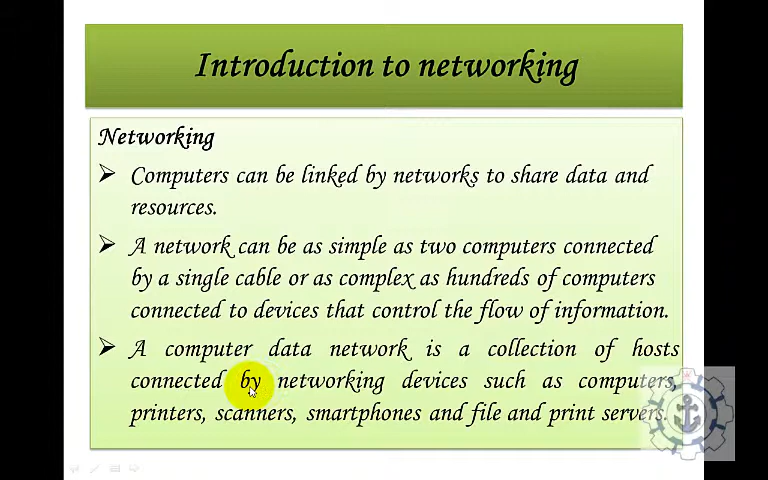 Introduction to networking
Networking
➢ Computers can be linked by networks to share data and
resources.
➢ A network can be as simple as two computers connected
by a single cable or as complex as hundreds of computers
connected to devices that control the flow of information.
➢ A computer data network is a collection of hosts
connected by networking devices such as computers,
printers, scanners, smartphones and file and print servers.